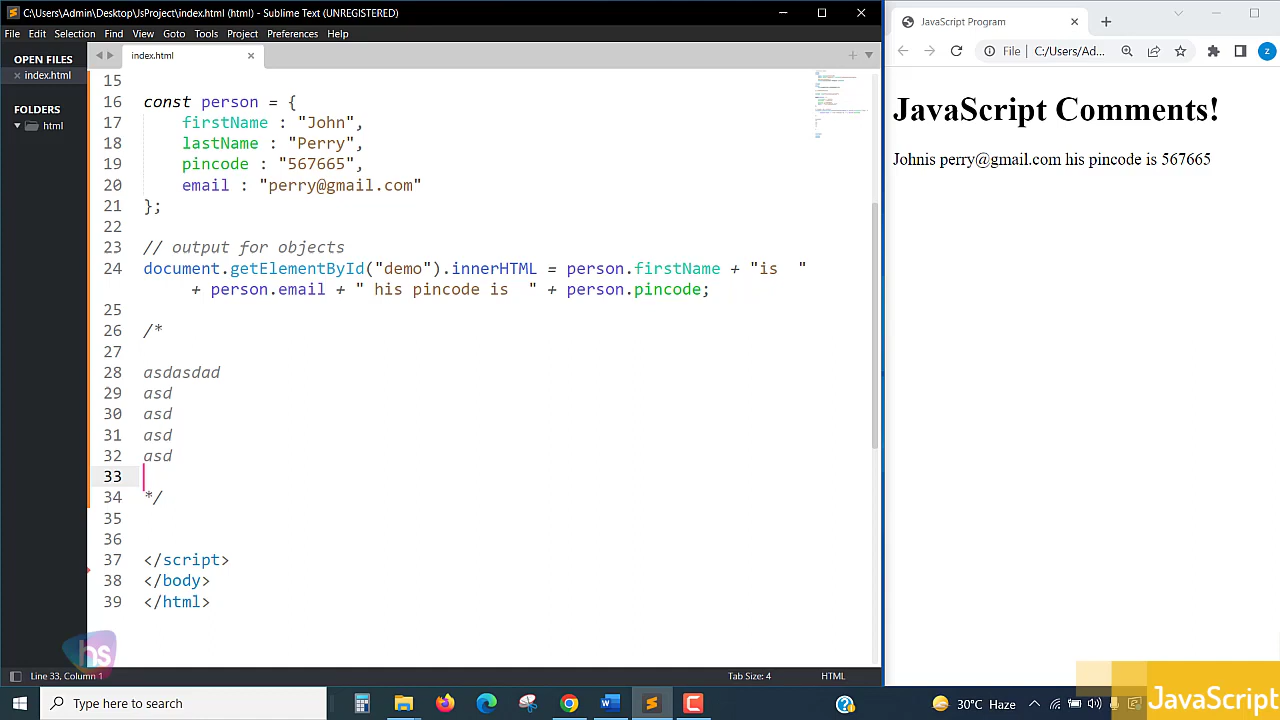 C:\Users\Admin\Desktop\JsProject\index.html (html) - Sublime Text (UNREGISTERED)
File Edit Selection Find View Goto Tools Project Preferences Help
OPEN FILES
index.html
FOLDERS
html
index.html
15
16 const person = {
17 firstName : "John",
18 lastName : "Perry",
19 pincode : "567665",
20 email : "perry@gmail.com"
21 };
22
23 // output for objects
24 document.getElementById("demo").innerHTML = person.firstName + "is  "
+ person.email + " his pincode is  " + person.pincode;
25
26 /*
27
28 asdasdad
29 asd
30 asd
31 asd
32 asd
33
34 */
35
36
37 </script>
38 </body>
39 </html>
hs
Line 33, Column 1
Tab Size: 4
HTML
JavaScript Program
File
C:/Users/Ad...
Z
JavaScript Comments!
Johnis perry@gmail.com his pincode is 567665
Type here to search
30°C Haze
JavaScript